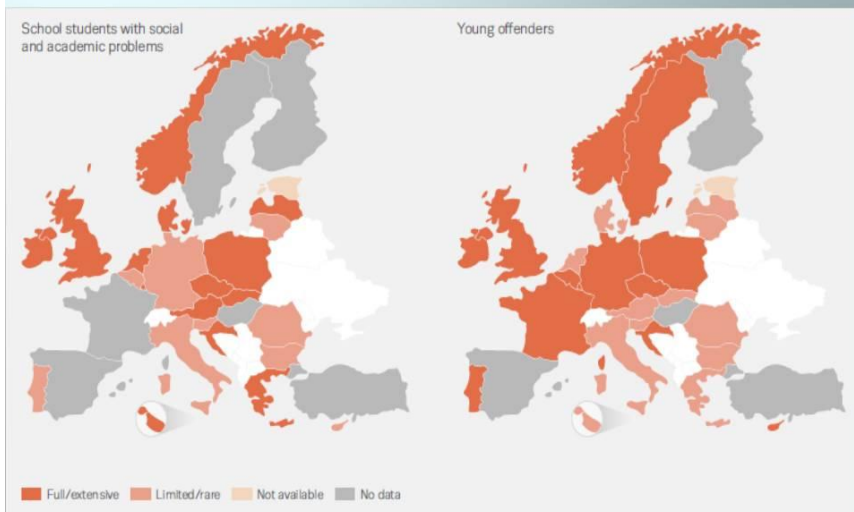 School students with social
and academic problems
Young offenders
Full/extensive
Limited/rare
Not available
No data